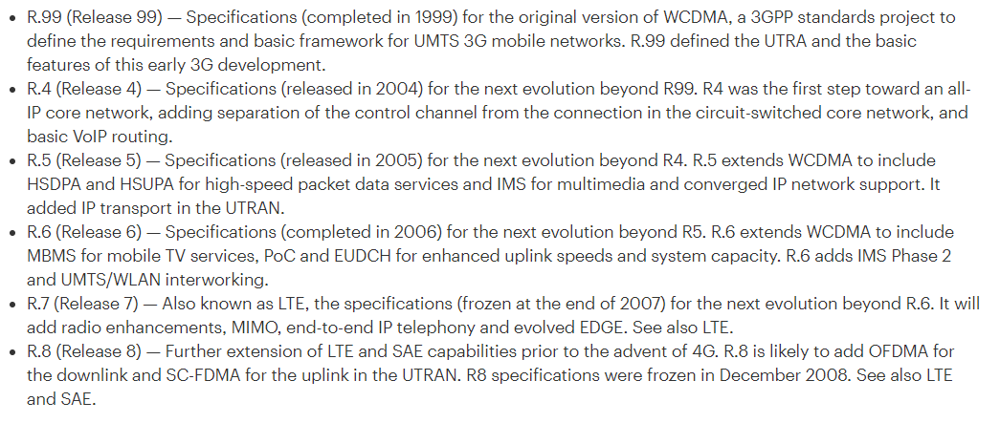 • R.99 (Release 99) — Specifications (completed in 1999) for the original version of WCDMA, a 3GPP standards project to
define the requirements and basic framework for UMTS 3G mobile networks. R.99 defined the UTRA and the basic
features of this early 3G development.
• R.4 (Release 4) — Specifications (released in 2004) for the next evolution beyond R99. R4 was the first step toward an all-
IP core network, adding separation of the control channel from the connection in the circuit-switched core network, and
basic VoIP routing.
• R.5 (Release 5) — Specifications (released in 2005) for the next evolution beyond R4. R.5 extends WCDMA to include
HSDPA and HSUPA for high-speed packet data services and IMS for multimedia and converged IP network support. It
added IP transport in the UTRAN.
• R.6 (Release 6) — Specifications (completed in 2006) for the next evolution beyond R5. R.6 extends WCDMA to include
MBMS for mobile TV services, PoC and EUDCH for enhanced uplink speeds and system capacity. R.6 adds IMS Phase 2
and UMTS/WLAN interworking.
• R.7 (Release 7) — Also known as LTE, the specifications (frozen at the end of 2007) for the next evolution beyond R.6. It will
add radio enhancements, MIMO, end-to-end IP telephony and evolved EDGE. See also LTE.
• R.8 (Release 8) — Further extension of LTE and SAE capabilities prior to the advent of 4G. R.8 is likely to add OFDMA for
the downlink and SC-FDMA for the uplink in the UTRAN. R8 specifications were frozen in December 2008. See also LTE
and SAE.